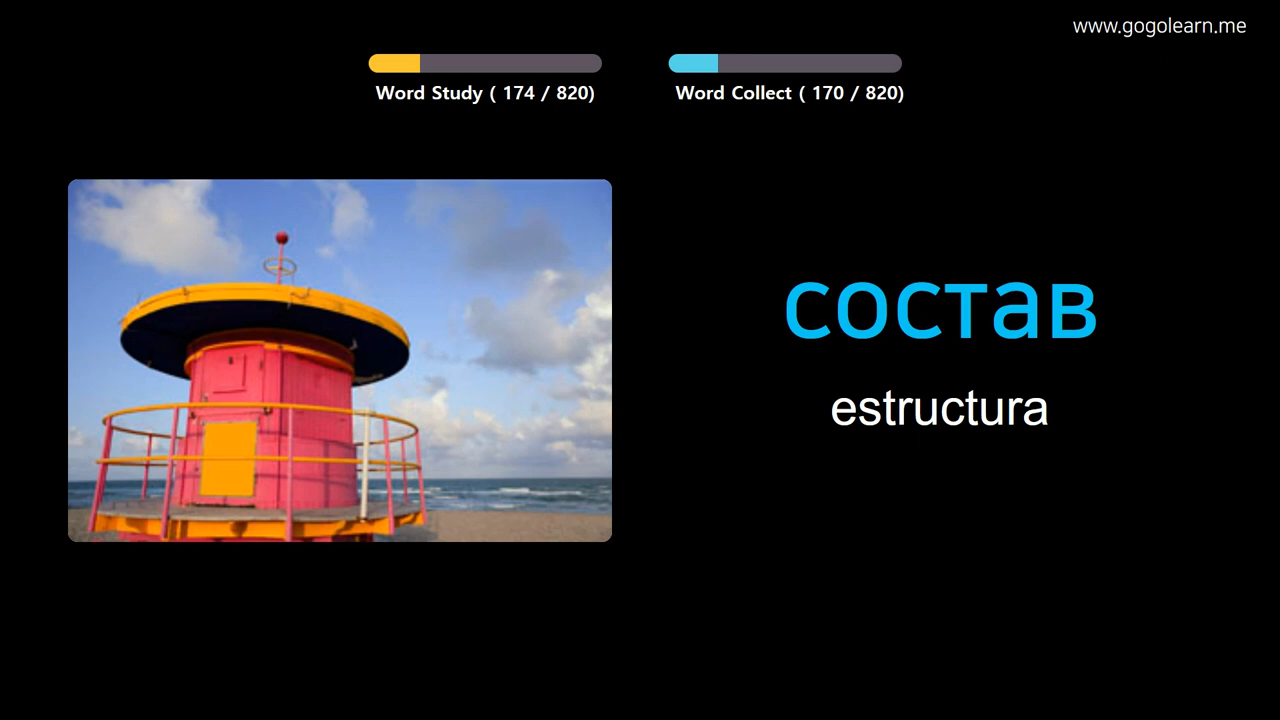 www.gogolearn.me
Word Study ( 174 / 820)
Word Collect ( 170 / 820)
состав
estructura